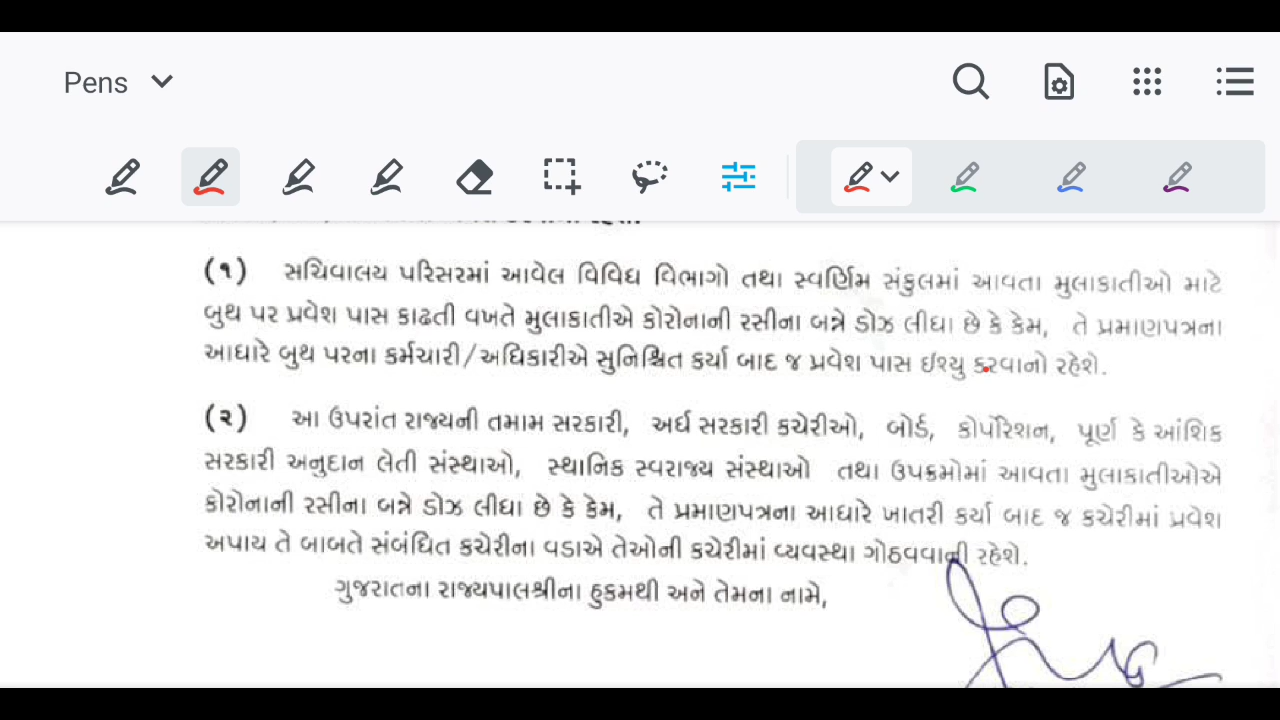 Pens
(૧) સચિવાલય પરિસરમાં આવેલ વિવિધ વિભાગો તથા સ્વર્ણિમ સંકુલમાં આવતા મુલાકાતીઓ માટે
બુથ પર પ્રવેશ પાસ કાઢતી વખતે મુલાકાતીએ કોરોનાની રસીના બન્ને ડોઝ લીધા છે કે કેમ, તે પ્રમાણપત્રના
આધારે બુથ પરના કર્મચારી/અધિકારીએ સુનિશ્ચિત કર્યા બાદ જ પ્રવેશ પાસ ઈશ્યુ કરવાનો રહેશે.
(૨) આ ઉપરાંત રાજ્યની તમામ સરકારી, અર્ધ સરકારી કચેરીઓ, બોર્ડ, કોર્પોરેશન, પૂર્ણ કે આંશિક
સરકારી અનુદાન લેતી સંસ્થાઓ, સ્થાનિક સ્વરાજ્ય સંસ્થાઓ તથા ઉપક્રમોમાં આવતા મુલાકાતીઓએ
કોરોનાની રસીના બન્ને ડોઝ લીધા છે કે કેમ, તે પ્રમાણપત્રના આધારે ખાતરી કર્યા બાદ જ કચેરીમાં પ્રવેશ
અપાય તે બાબતે સંબંધિત કચેરીના વડાએ તેઓની કચેરીમાં વ્યવસ્થા ગોઠવવાની રહેશે.
ગુજરાતના રાજ્યપાલશ્રીના હુકમથી અને તેમના નામે,